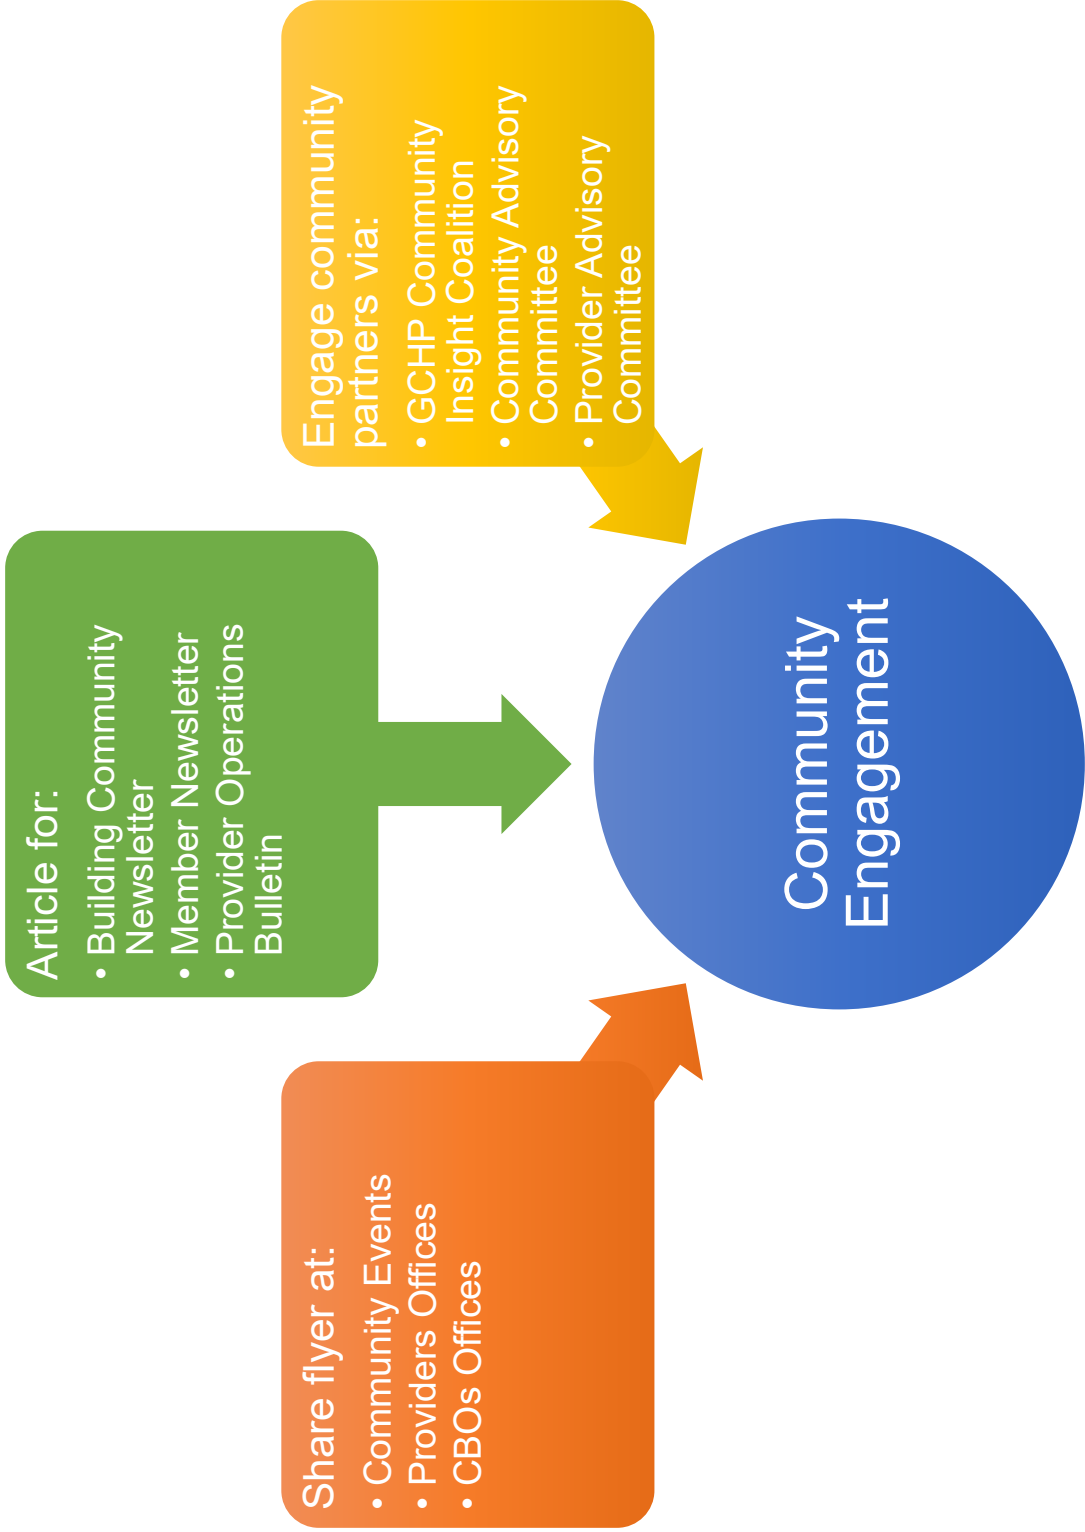 Share flyer at:
• Community Events
• Providers Offices
• CBOs Offices
Article for:
• Building Community
Newsletter
• Member Newsletter
• Provider Operations
Bulletin
Engage community
partners via:
• GCHP Community
Insight Coalition
• Community Advisory
Committee
• Provider Advisory
Committee
Community
Engagement